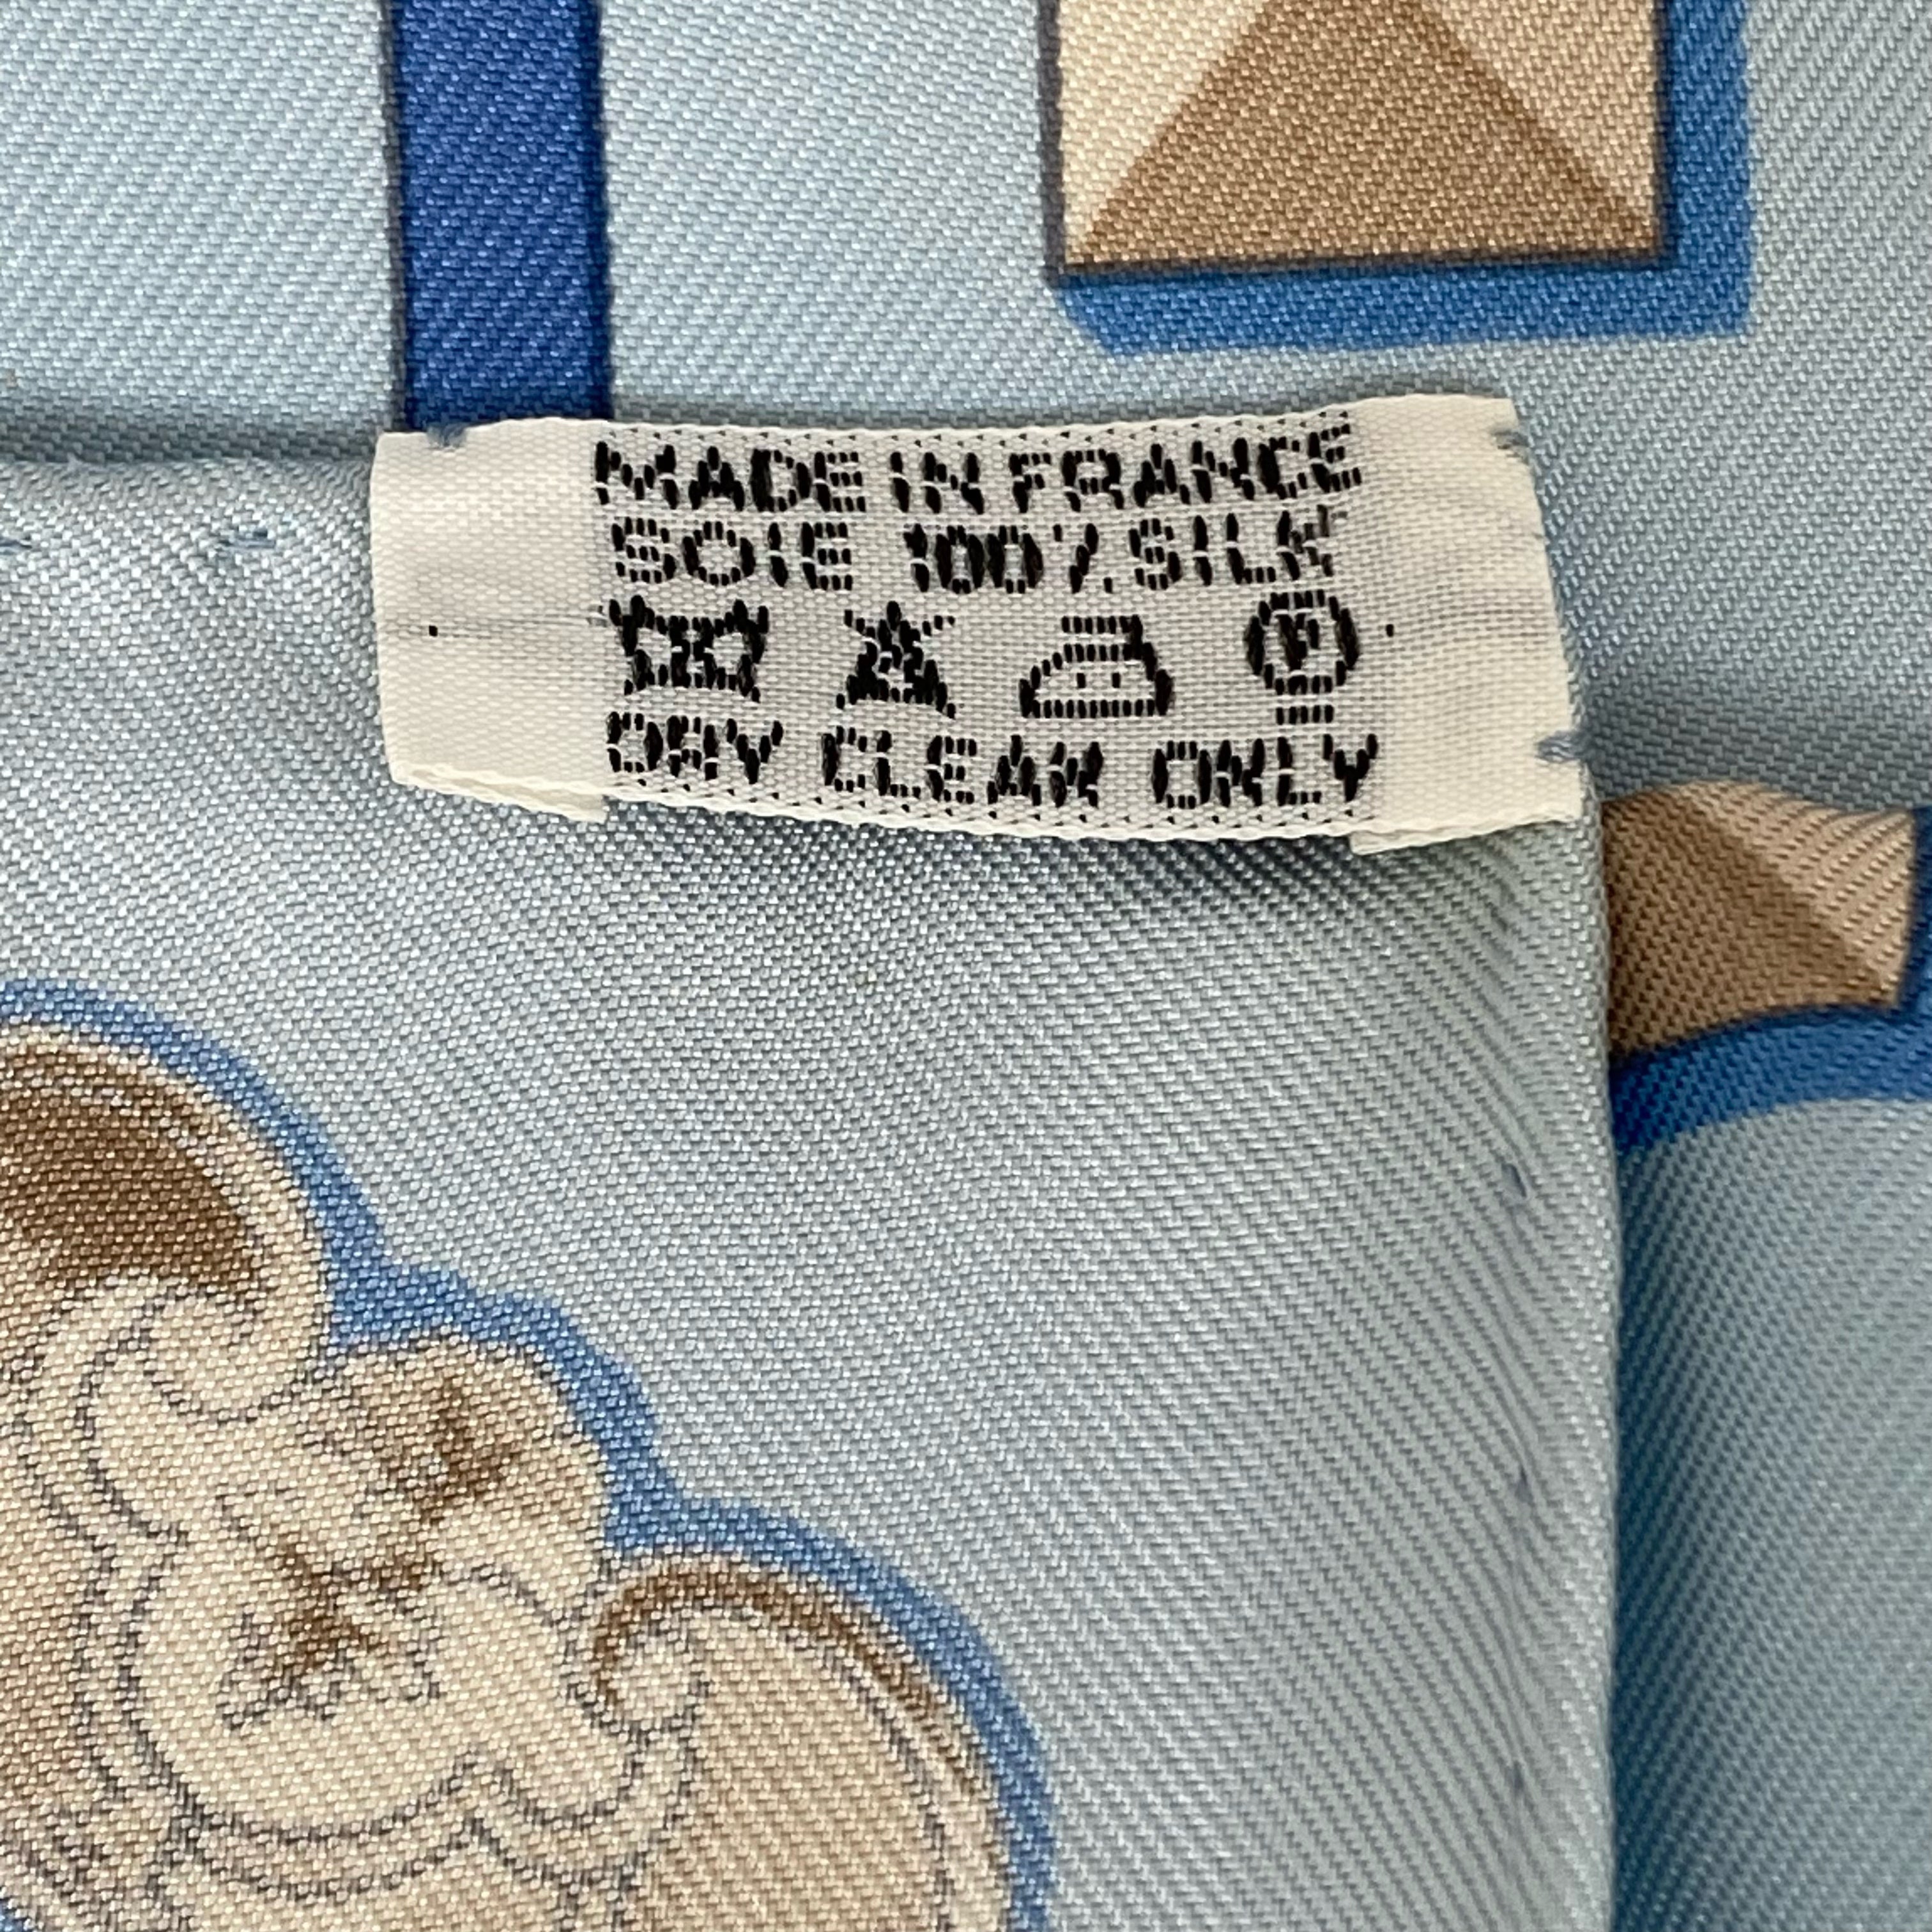 MADE IN FRANCE
SOIE 100% SILK
DRY CLEAN ONLY